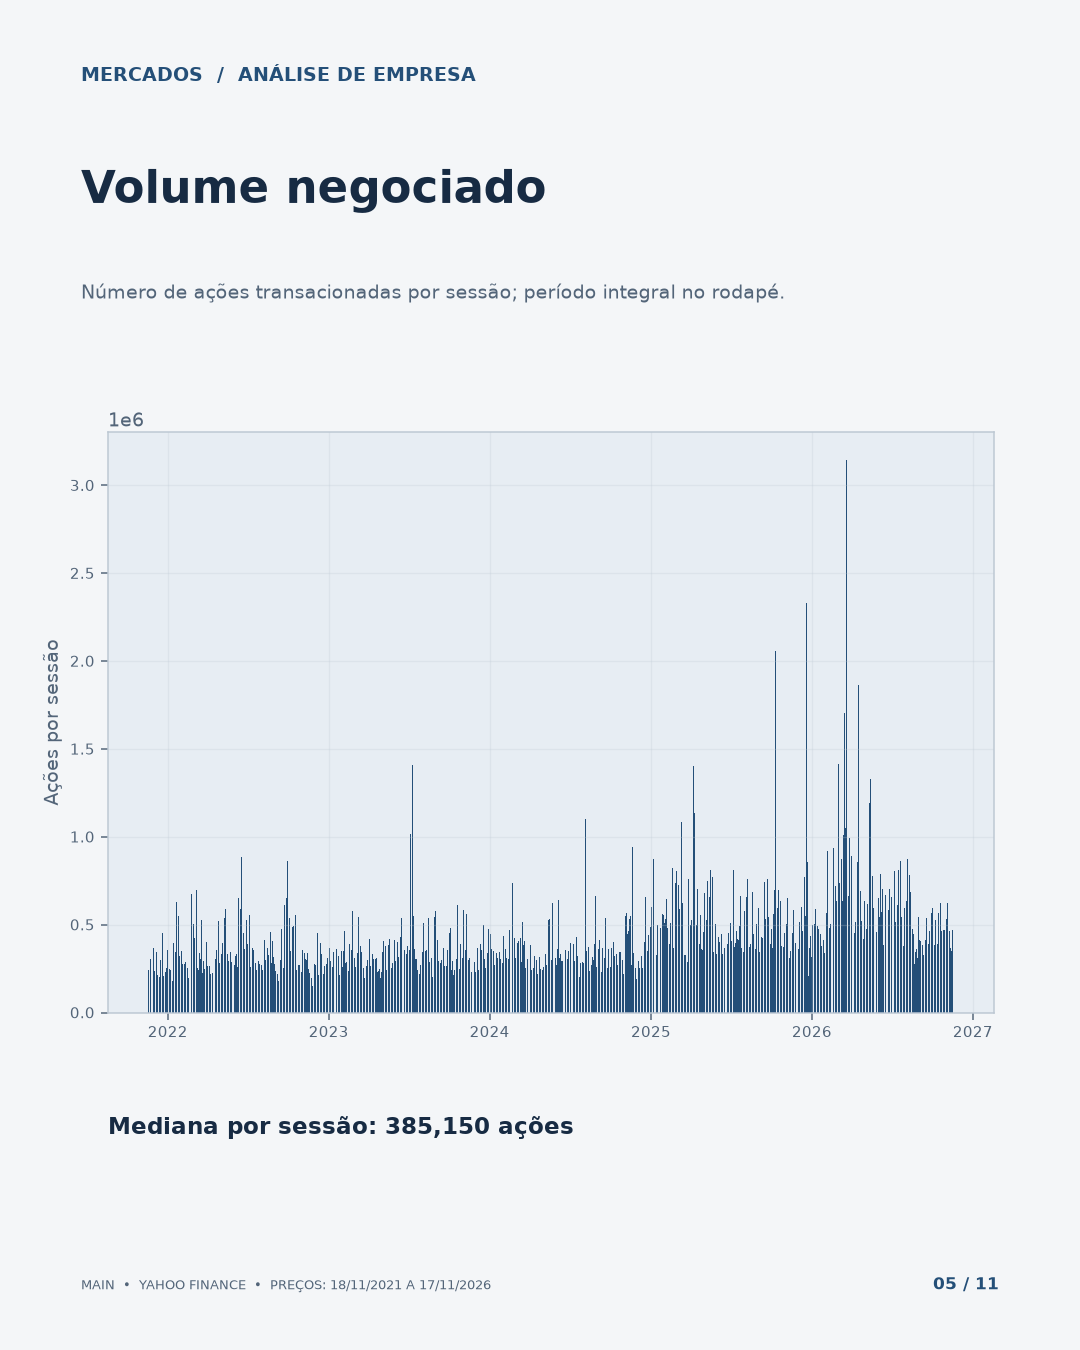 MERCADOS / ANÁLISE DE EMPRESA
Volume negociado
Número de ações transacionadas por sessão; período integral no rodapé.
1e6
Ações por sessão
3.0
2.5
2.0
1.5
1.0
0.5
0.0
2022 2023 2024 2025 2026 2027
Mediana por sessão: 385,150 ações
MAIN • YAHOO FINANCE • PREÇOS: 18/11/2021 A 17/11/2026
05 / 11